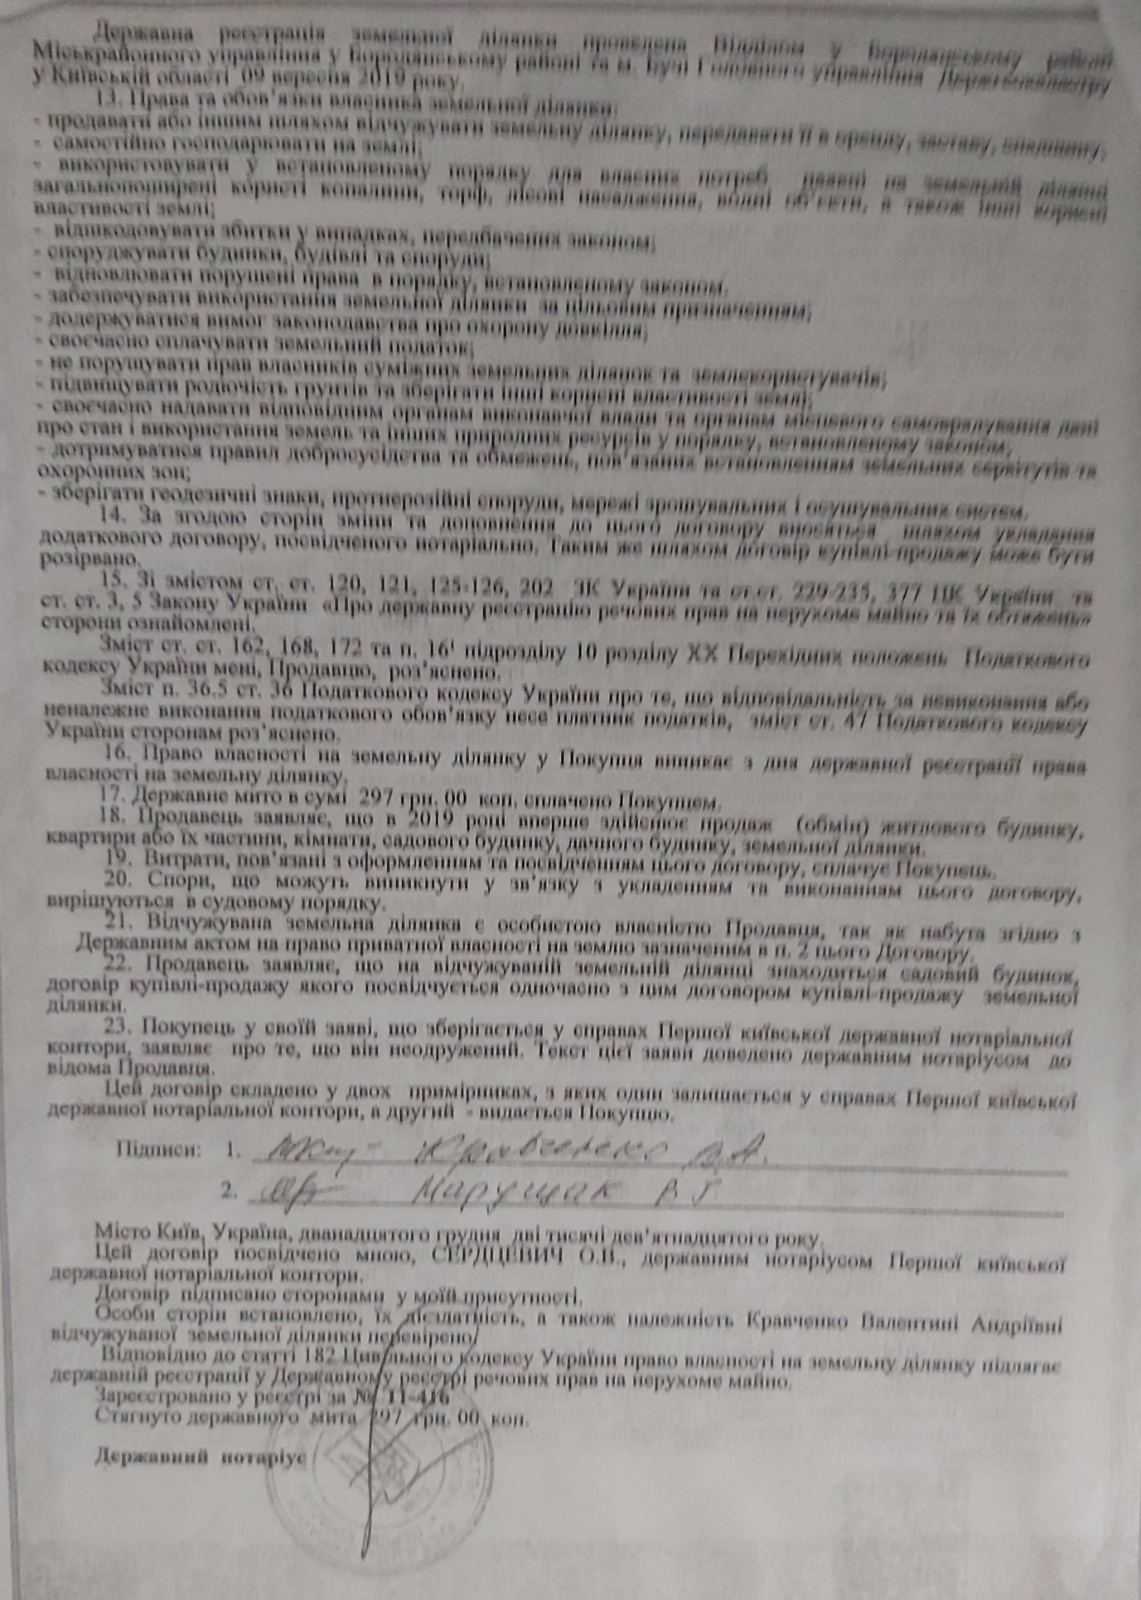 Державна реєстрація земельної ділянки проведена Відділом у Бородянському районі
Міськрайонного управління у Бородянському районі та м. Бучі Головного управління Держгеокадастру
у Київській області 09 вересня 2019 року.
13. Права та обов'язки власника земельної ділянки:
- продавати або іншим шляхом відчужувати земельну ділянку, передавати її в оренду, заставу, спадщину;
- самостійно господарювати на землі;
- використовувати у встановленому порядку для власних потреб наявні на земельній ділянці
загальнопоширені корисні копалини, торф, лісові насадження, водні об'єкти, а також інші корисні
властивості землі;
- відшкодовувати збитки у випадках, передбачених законом;
- споруджувати будинки, будівлі та споруди;
- відновлювати порушені права в порядку, встановленому законом.
- забезпечувати використання земельної ділянки за цільовим призначенням;
- додержуватися вимог законодавства про охорону довкілля;
- своєчасно сплачувати земельний податок;
- не порушувати прав власників суміжних земельних ділянок та землекористувачів;
- підвищувати родючість грунтів та зберігати інші корисні властивості землі;
- своєчасно надавати відповідним органам виконавчої влади та органам місцевого самоврядування дані
про стан і використання земель та інших природних ресурсів у порядку, встановленому законом;
- дотримуватися правил добросусідства та обмежень, пов'язаних встановленням земельних сервітутів та
охоронних зон;
- зберігати геодезичні знаки, протиерозійні споруди, мережі зрошувальних і осушувальних систем.
14. За згодою сторін зміни та доповнення до цього договору вносяться шляхом укладання
додаткового договору, посвідченого нотаріально. Таким же шляхом договір купівлі-продажу може бути
розірвано.
15. Зі змістом ст. ст. 120, 121, 125-126, 202 ЗК України та ст.ст. 229-235, 377 ЦК України та
ст. ст. 3, 5 Закону України «Про державну реєстрацію речових прав на нерухоме майно та їх обтяжень»
сторони ознайомлені.
Зміст ст. ст. 162, 168, 172 та п. 16¹ підрозділу 10 розділу ХХ Перехідних положень Податкового
кодексу України мені, Продавцю, роз'яснено.
Зміст п. 36.5 ст. 36 Податкового кодексу України про те, що відповідальність за невиконання або
неналежне виконання податкового обов'язку несе платник податків, зміст ст. 47 Податкового кодексу
України сторонам роз'яснено.
16. Право власності на земельну ділянку у Покупця виникає з дня державної реєстрації права
власності на земельну ділянку.
17. Державне мито в сумі 297 грн. 00 коп. сплачено Покупцем.
18. Продавець заявляє, що в 2019 році вперше здійснює продаж (обмін) житлового будинку,
квартири або їх частини, кімнати, садового будинку, дачного будинку, земельної ділянки.
19. Витрати, пов'язані з оформленням та посвідченням цього договору, сплачує Покупець.
20. Спори, що можуть виникнути у зв'язку з укладенням та виконанням цього договору,
вирішуються в судовому порядку.
21. Відчужувана земельна ділянка є особистою власністю Продавця, так як набута згідно з
Державним актом на право приватної власності на землю зазначеним в п. 2 цього Договору.
22. Продавець заявляє, що на відчужуваній земельній ділянці знаходиться садовий будинок,
договір купівлі-продажу якого посвідчується одночасно з цим договором купівлі-продажу земельної
ділянки.
23. Покупець у своїй заяві, що зберігається у справах Першої київської державної нотаріальної
контори, заявляє про те, що він неодружений. Текст цієї заяви доведено державним нотаріусом до
відома Продавця.
Цей договір складено у двох примірниках, з яких один залишається у справах Першої київської
державної нотаріальної контори, а другий - видається Покупцю.
Підписи: 1. Кравченко В.А.
2. Марущак В Г
Місто Київ, Україна, дванадцятого грудня дві тисячі дев'ятнадцятого року.
Цей договір посвідчено мною, СЕРДЦЕВИЧ О.В., державним нотаріусом Першої київської
державної нотаріальної контори.
Договір підписано сторонами у моїй присутності.
Особи сторін встановлено, їх дієздатність, а також належність Кравченко Валентині Андріївні
відчужуваної земельної ділянки перевірено.
Відповідно до статті 182 Цивільного кодексу України право власності на земельну ділянку підлягає
державній реєстрації у Державному реєстрі речових прав на нерухоме майно.
Зареєстровано у реєстрі за № 11-416
Стягнуто державного мита 297 грн. 00 коп.
Державний нотаріус